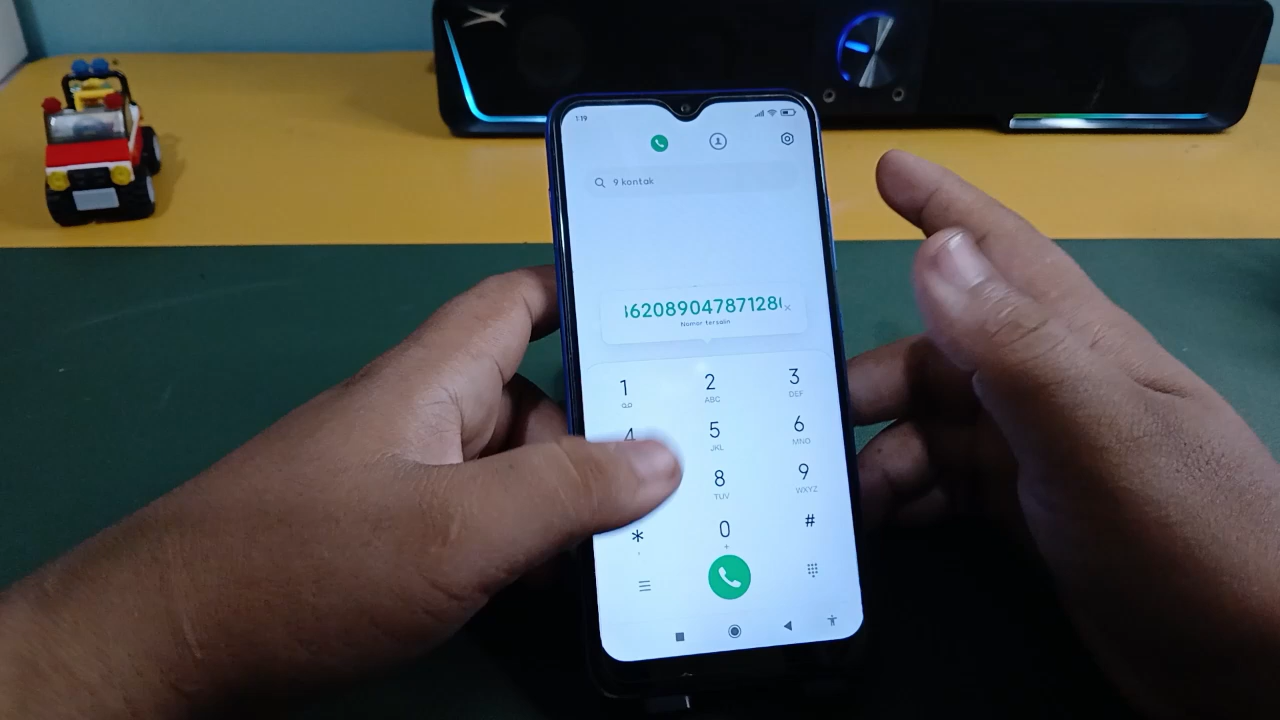 1:19
9 kontak
6208904787128
Nomor tersalin
1
2
ABC
3
DEF
4
5
JKL
6
MNO
8
TUV
9
WXYZ
*
0
+
#